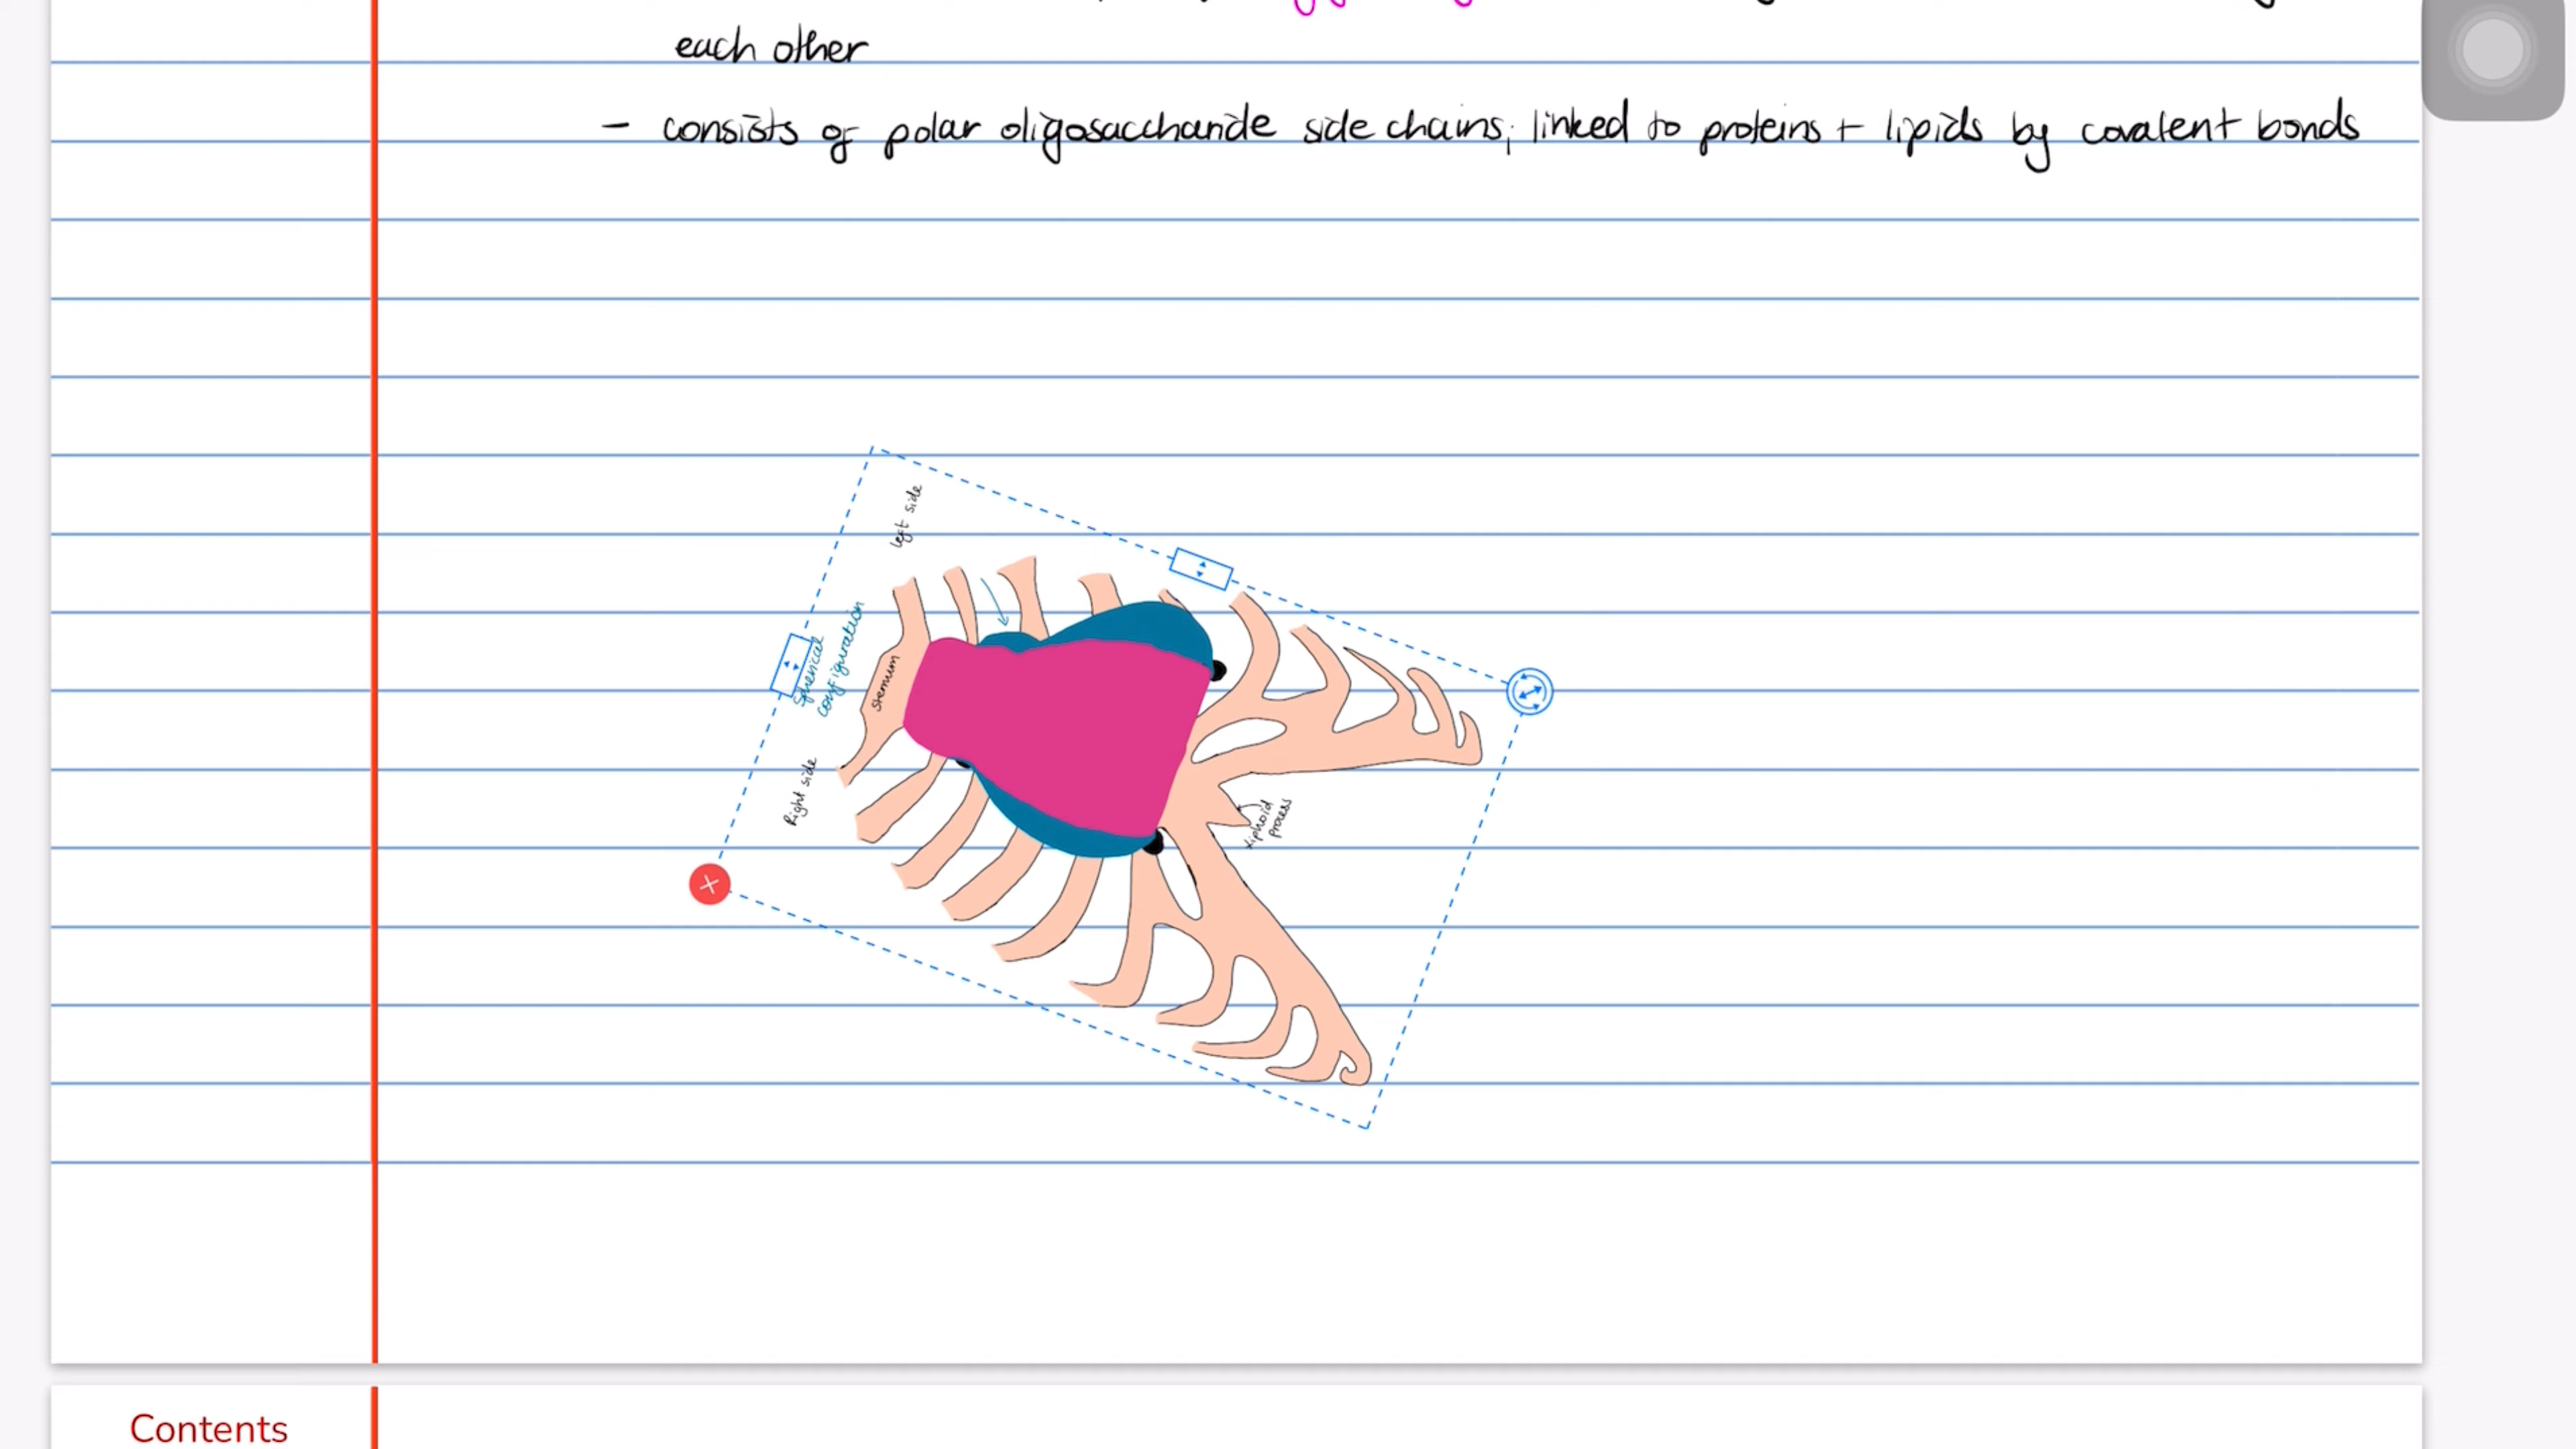 each other
- consists of polar oligosaccharide side chains; linked to proteins + lipids by covalent bonds
left side
spherical
configuration
sternum
Right side
xiphoid
process
Contents